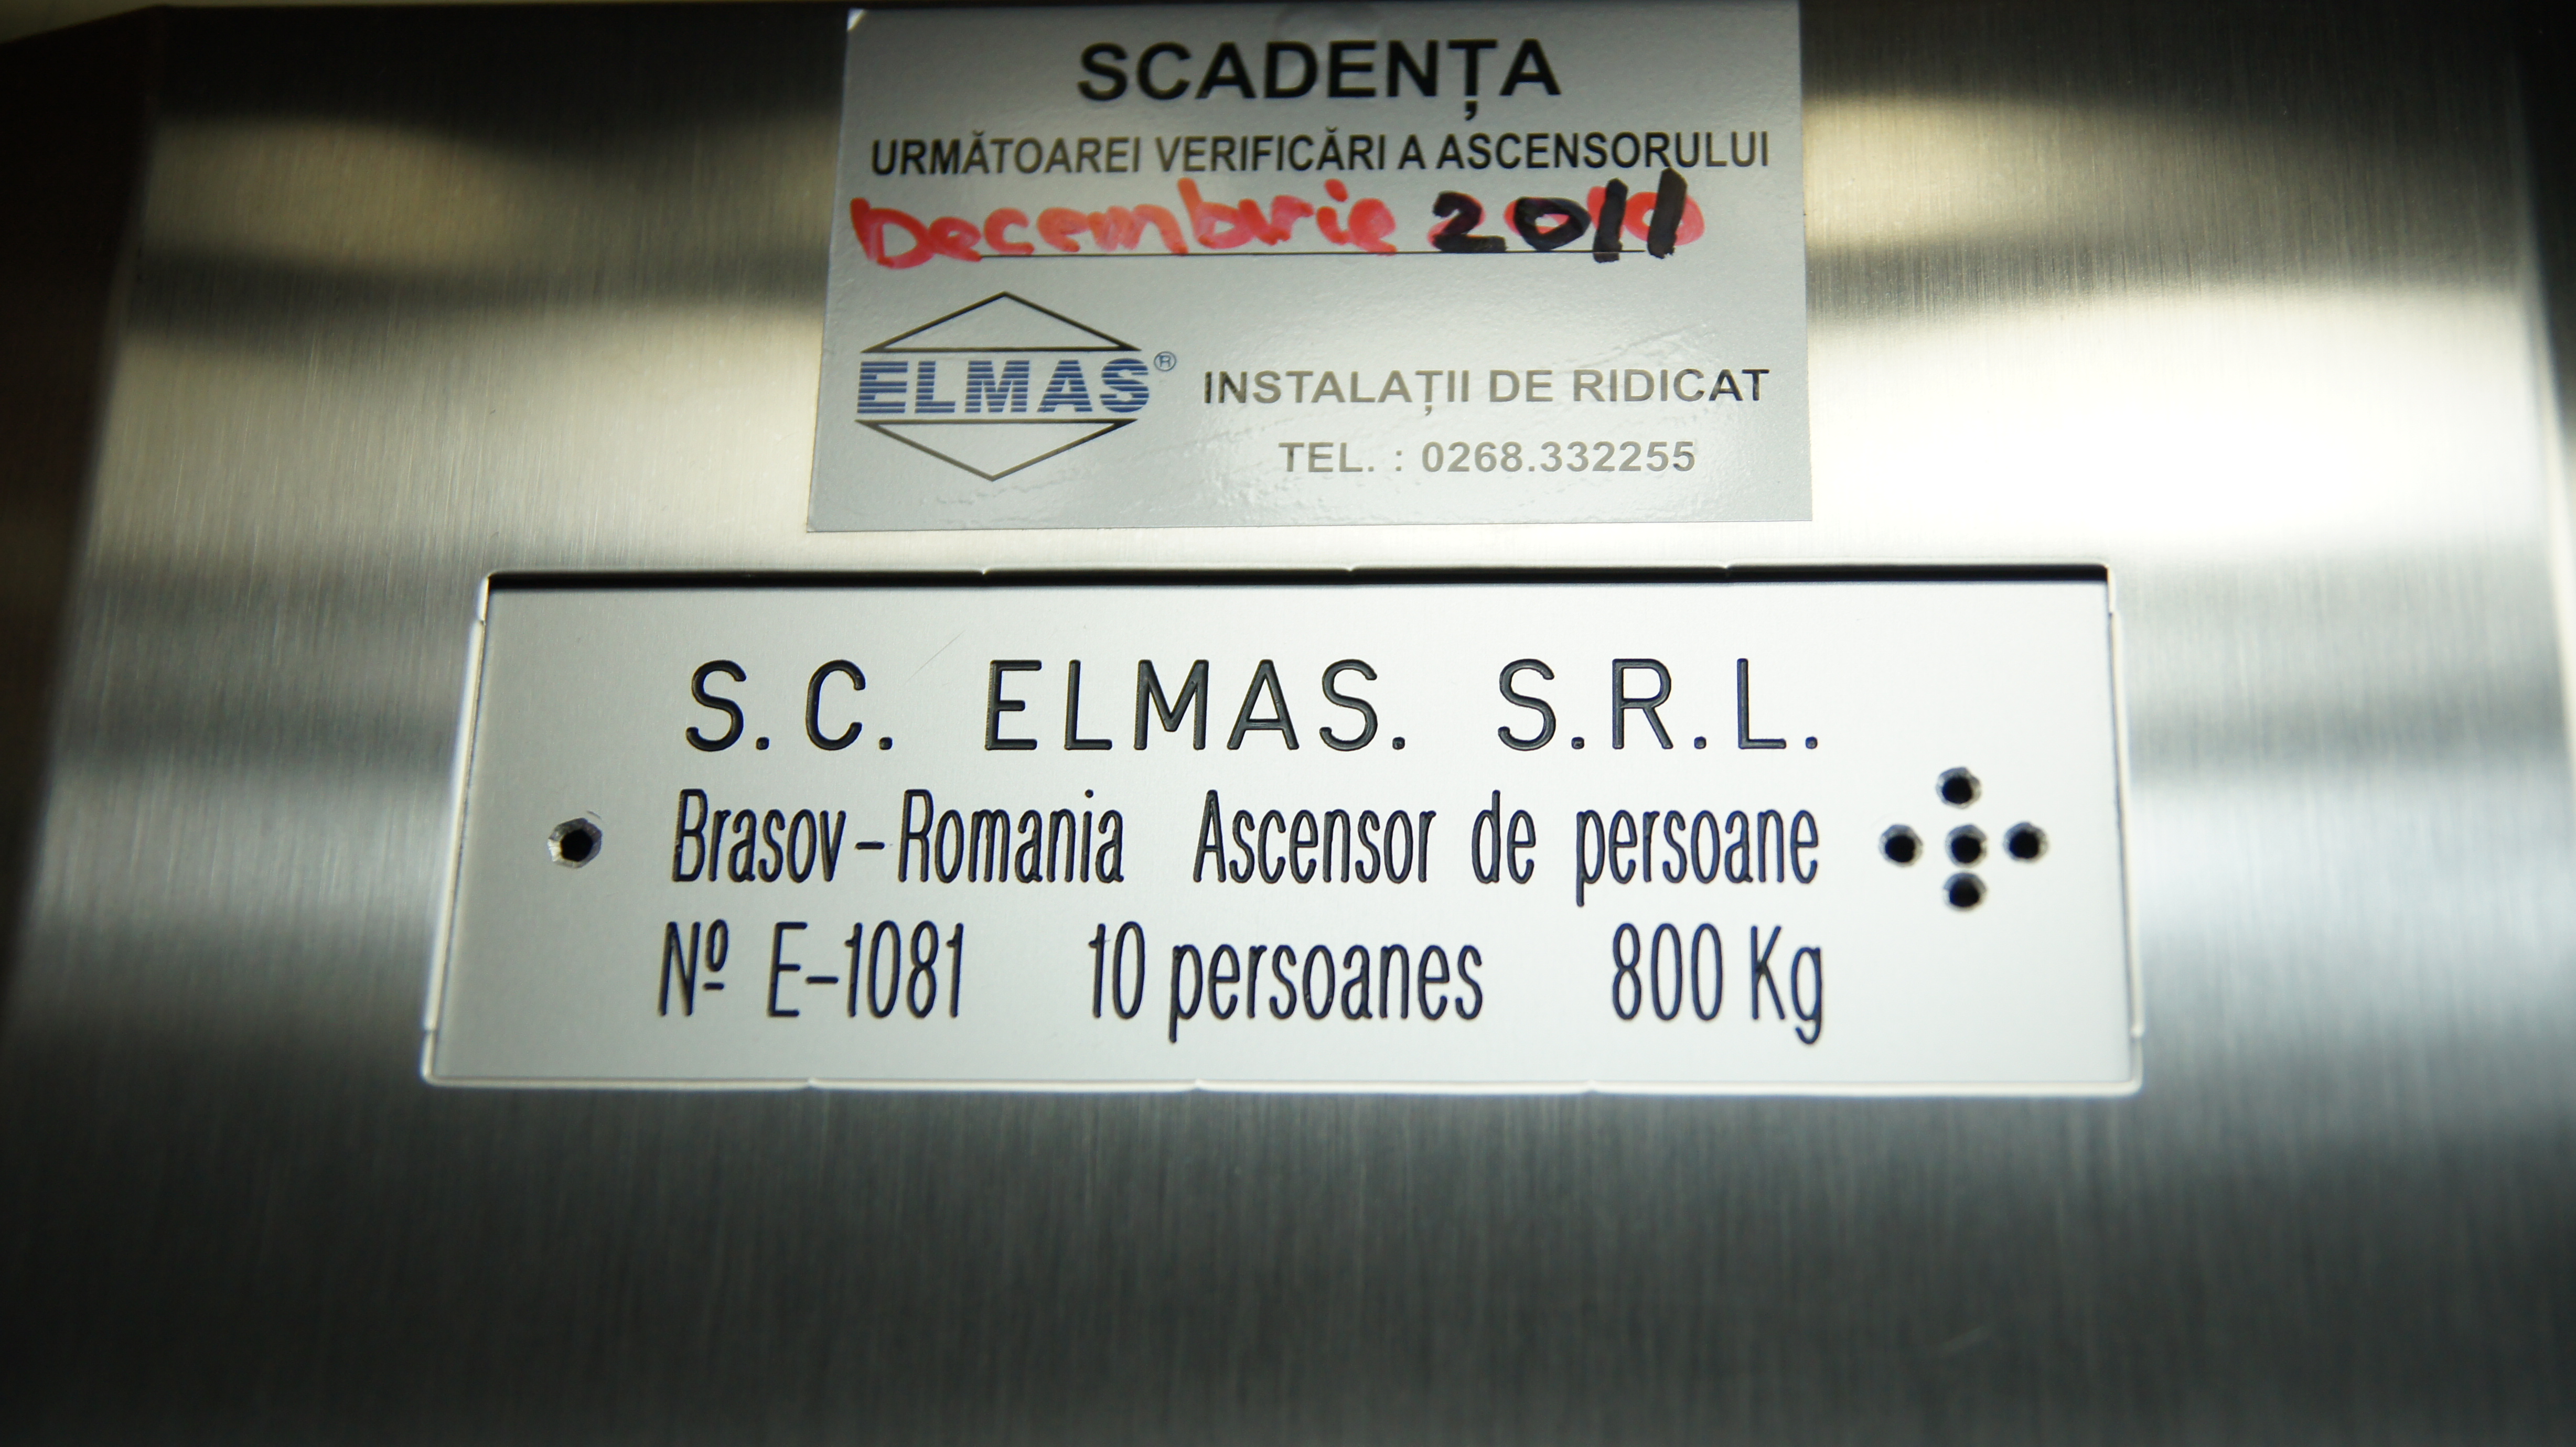 SCADENȚA
URMĂTOAREI VERIFICĂRI A ASCENSORULUI
Decembrie 2011
ELMAS®
INSTALAȚII DE RIDICAT
TEL. : 0268.332255
S.C. ELMAS. S.R.L.
Brasov-Romania Ascensor de persoane
Nº E-1081 10 persoanes 800 Kg